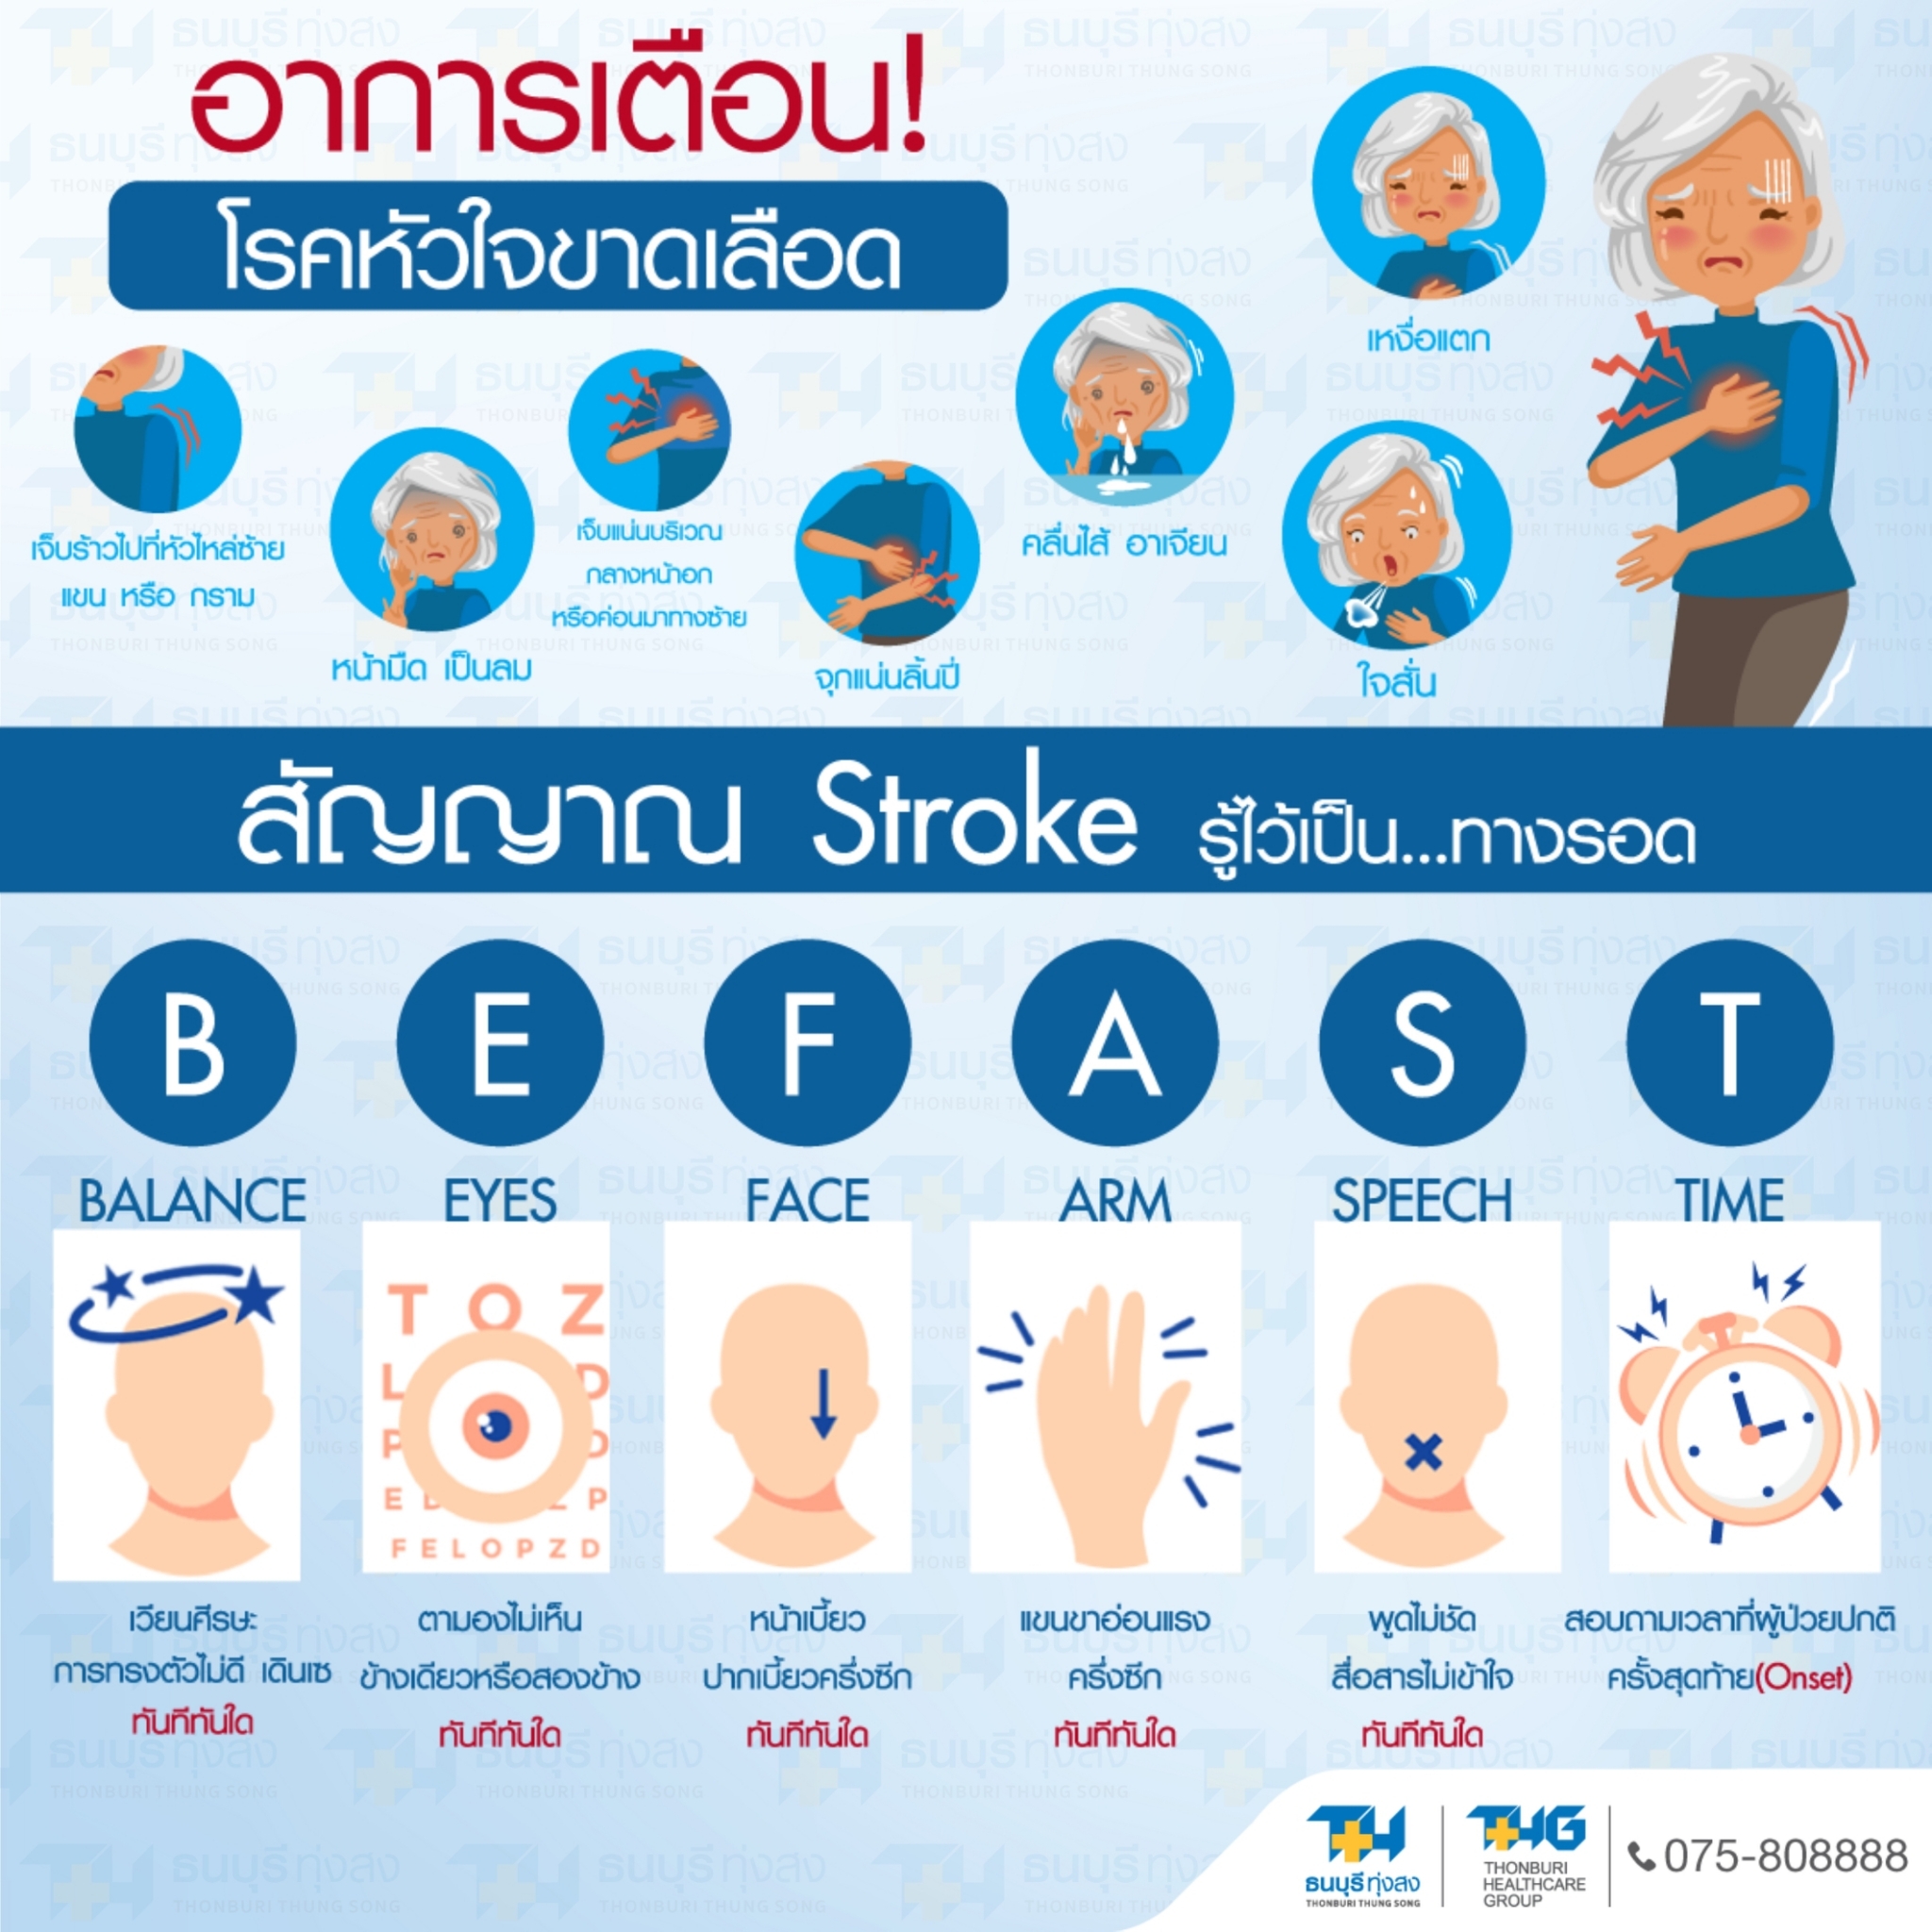 อาการเตือน!
โรคหัวใจขาดเลือด
เจ็บร้าวไปที่หัวไหล่ซ้าย
แขน หรือ กราม
หน้ามืด เป็นลม
เจ็บแน่นบริเวณ
กลางหน้าอก
หรือค่อนมาทางซ้าย
จุกแน่นลิ้นปี่
คลื่นไส้ อาเจียน
เหงื่อแตก
ใจสั่น
สัญญาณ Stroke รู้ไว้เป็น...ทางรอด
B E F A S T
BALANCE EYES FACE ARM SPEECH TIME
T O Z
L D
P D
E D Z P
F E L O P Z D
เวียนศีรษะ
การทรงตัวไม่ดี เดินเซ
ทันทีทันใด
ตามองไม่เห็น
ข้างเดียวหรือสองข้าง
ทันทีทันใด
หน้าเบี้ยว
ปากเบี้ยวครึ่งซีก
ทันทีทันใด
แขนขาอ่อนแรง
ครึ่งซีก
ทันทีทันใด
พูดไม่ชัด
สื่อสารไม่เข้าใจ
ทันทีทันใด
สอบถามเวลาที่ผู้ป่วยปกติ
ครั้งสุดท้าย(Onset)
TH
ธนบุรี ทุ่งสง
THONBURI THUNG SONG
THG
THONBURI
HEALTHCARE
GROUP
075-808888